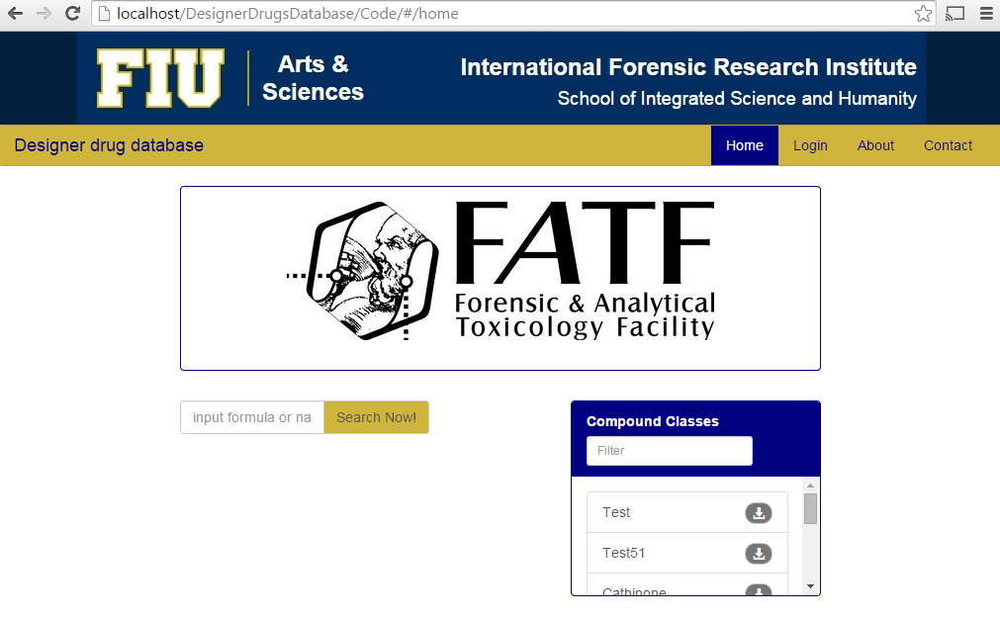 localhost/DesignerDrugsDatabase/Code/#/home
FIU
Arts &
Sciences
International Forensic Research Institute
School of Integrated Science and Humanity
Designer drug database
Home
Login
About
Contact
FATF
Forensic & Analytical
Toxicology Facility
input formula or na
Search Now!
Compound Classes
Filter
Test
Test51
Cathinone